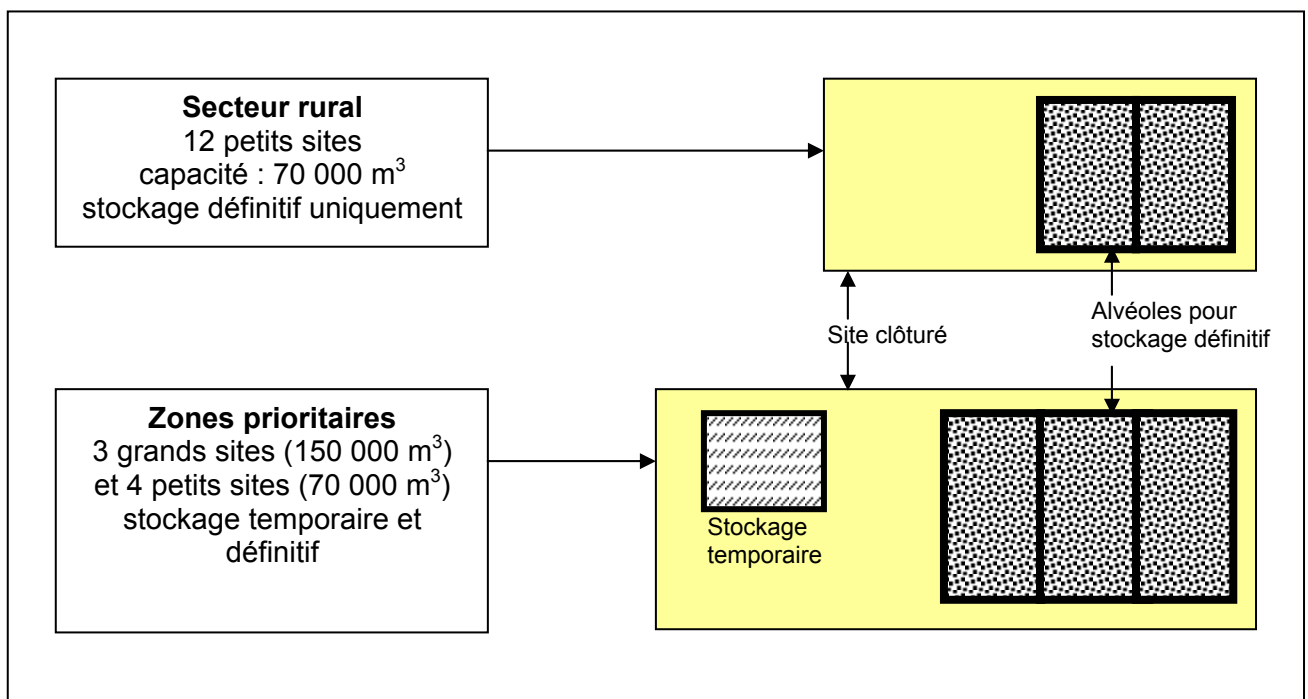 Secteur rural
12 petits sites
capacité : 70 000 m³
stockage définitif uniquement
Site clôturé
Alvéoles pour
stockage définitif
Zones prioritaires
3 grands sites (150 000 m³)
et 4 petits sites (70 000 m³)
stockage temporaire et
définitif
Stockage
temporaire